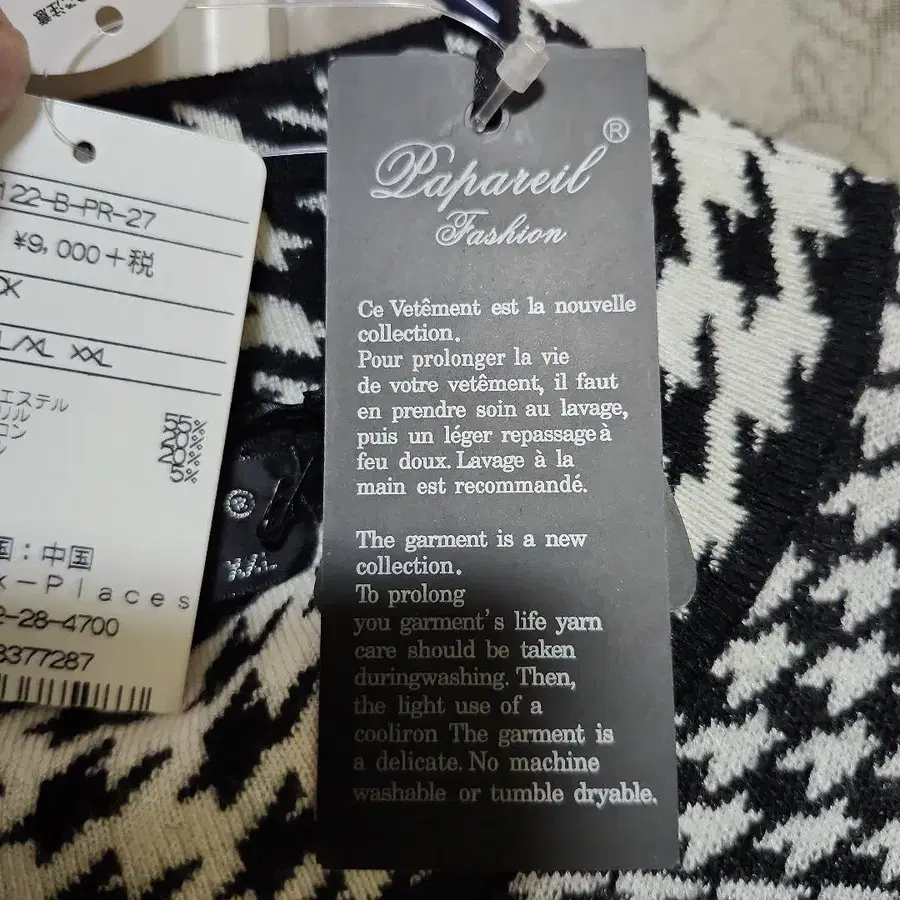 注意
122-B-PR-27
¥9,000+税
L/XL XXL
エステル 55%
リル 20%
コン 20%
5%
国：中国
x-Places
2-28-4700
3377287
Papareil®
Fashion
Ce Vetêment est la nouvelle
collection.
Pour prolonger la vie
de votre vetêment, il faut
en prendre soin au lavage,
puis un léger repassage à
feu doux. Lavage à la
main est recommandé.
The garment is a new
collection.
To prolong
you garment's life yarn
care should be taken
duringwashing. Then,
the light use of a
cooliron The garment is
a delicate. No machine
washable or tumble dryable.